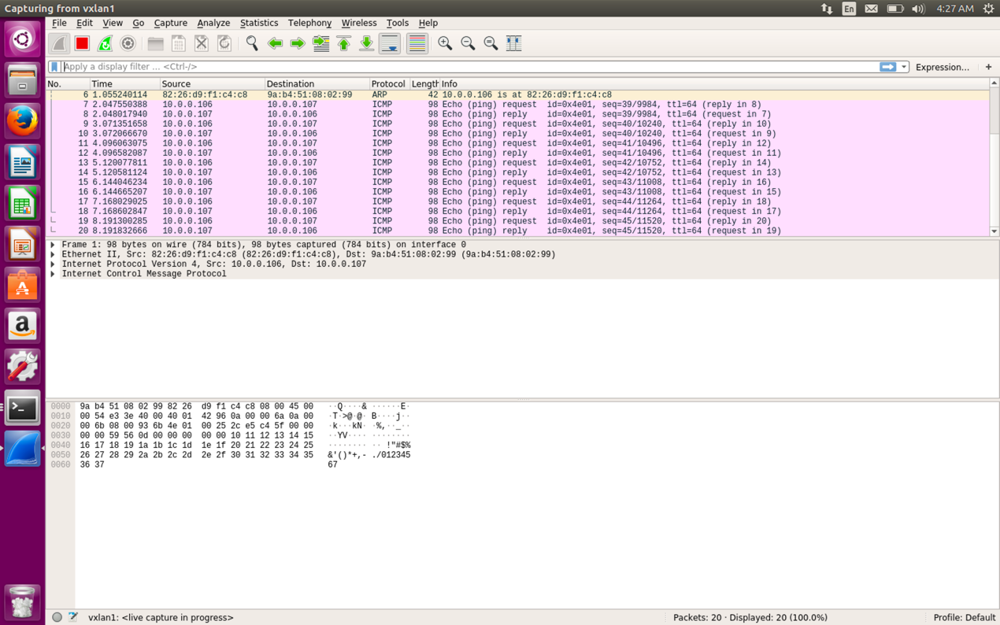 Capturing from vxlan1 En 4:27 AM
File Edit View Go Capture Analyze Statistics Telephony Wireless Tools Help
Apply a display filter ... <Ctrl-/> Expression... +
No. Time Source Destination Protocol Length Info
6 1.055240114 82:26:d9:f1:c4:c8 9a:b4:51:08:02:99 ARP 42 10.0.0.106 is at 82:26:d9:f1:c4:c8
7 2.047550388 10.0.0.106 10.0.0.107 ICMP 98 Echo (ping) request id=0x4e01, seq=39/9984, ttl=64 (reply in 8)
8 2.048017940 10.0.0.107 10.0.0.106 ICMP 98 Echo (ping) reply id=0x4e01, seq=39/9984, ttl=64 (request in 7)
9 3.071351658 10.0.0.106 10.0.0.107 ICMP 98 Echo (ping) request id=0x4e01, seq=40/10240, ttl=64 (reply in 10)
10 3.072066670 10.0.0.107 10.0.0.106 ICMP 98 Echo (ping) reply id=0x4e01, seq=40/10240, ttl=64 (request in 9)
11 4.096063075 10.0.0.106 10.0.0.107 ICMP 98 Echo (ping) request id=0x4e01, seq=41/10496, ttl=64 (reply in 12)
12 4.096582087 10.0.0.107 10.0.0.106 ICMP 98 Echo (ping) reply id=0x4e01, seq=41/10496, ttl=64 (request in 11)
13 5.120077811 10.0.0.106 10.0.0.107 ICMP 98 Echo (ping) request id=0x4e01, seq=42/10752, ttl=64 (reply in 14)
14 5.120581124 10.0.0.107 10.0.0.106 ICMP 98 Echo (ping) reply id=0x4e01, seq=42/10752, ttl=64 (request in 13)
15 6.144046234 10.0.0.106 10.0.0.107 ICMP 98 Echo (ping) request id=0x4e01, seq=43/11008, ttl=64 (reply in 16)
16 6.144665207 10.0.0.107 10.0.0.106 ICMP 98 Echo (ping) reply id=0x4e01, seq=43/11008, ttl=64 (request in 15)
17 7.168029025 10.0.0.106 10.0.0.107 ICMP 98 Echo (ping) request id=0x4e01, seq=44/11264, ttl=64 (reply in 18)
18 7.168602847 10.0.0.107 10.0.0.106 ICMP 98 Echo (ping) reply id=0x4e01, seq=44/11264, ttl=64 (request in 17)
19 8.191300285 10.0.0.106 10.0.0.107 ICMP 98 Echo (ping) request id=0x4e01, seq=45/11520, ttl=64 (reply in 20)
20 8.191832666 10.0.0.107 10.0.0.106 ICMP 98 Echo (ping) reply id=0x4e01, seq=45/11520, ttl=64 (request in 19)
Frame 1: 98 bytes on wire (784 bits), 98 bytes captured (784 bits) on interface 0
Ethernet II, Src: 82:26:d9:f1:c4:c8 (82:26:d9:f1:c4:c8), Dst: 9a:b4:51:08:02:99 (9a:b4:51:08:02:99)
Internet Protocol Version 4, Src: 10.0.0.106, Dst: 10.0.0.107
Internet Control Message Protocol
0000 9a b4 51 08 02 99 82 26 d9 f1 c4 c8 08 00 45 00 ··Q····& ······E·
0010 00 54 e3 3e 40 00 40 01 42 96 0a 00 00 6a 0a 00 ·T·>@·@· B····j··
0020 00 6b 08 00 93 6b 4e 01 00 25 2c e5 c4 5f 00 00 ·k···kN· ·%,··_··
0030 00 00 59 56 0d 00 00 00 00 00 10 11 12 13 14 15 ··YV···· ········
0040 16 17 18 19 1a 1b 1c 1d 1e 1f 20 21 22 23 24 25 ········ ·· !"#$%
0050 26 27 28 29 2a 2b 2c 2d 2e 2f 30 31 32 33 34 35 &'()*+,- ./012345
0060 36 37 67
vxlan1: <live capture in progress> Packets: 20 · Displayed: 20 (100.0%) Profile: Default